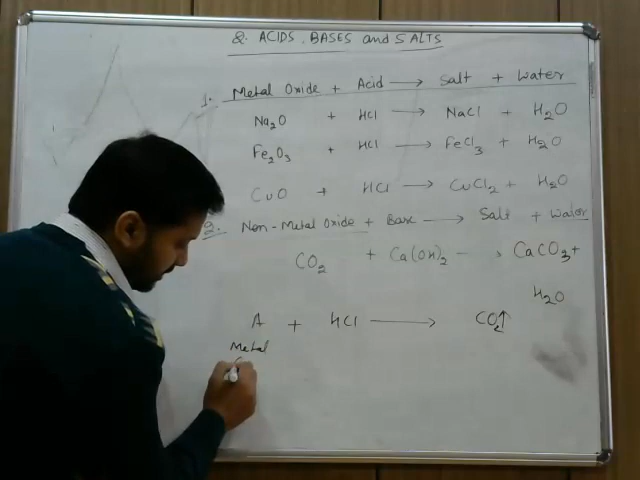 2. ACIDS, BASES and SALTS
1. Metal Oxide + Acid → Salt + Water
Na₂O + HCl → NaCl + H₂O
Fe₂O₃ + HCl → FeCl₃ + H₂O
CuO + HCl → CuCl₂ + H₂O
2. Non-Metal Oxide + Base → Salt + Water
CO₂ + Ca(OH)₂ → CaCO₃ +
H₂O
A + HCl → CO₂↑
Metal